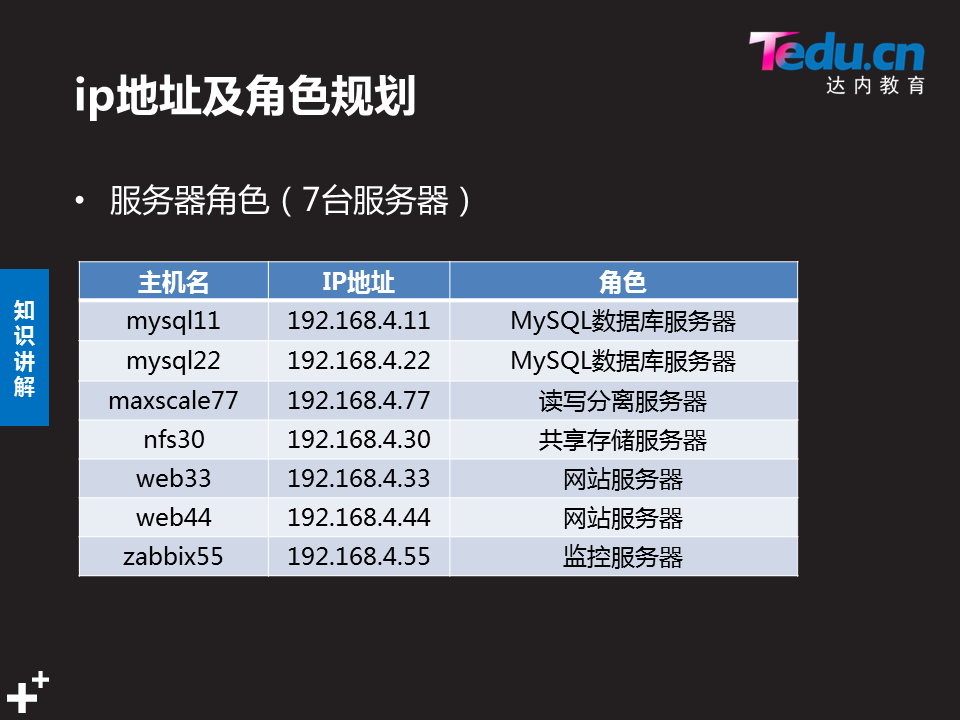 Tedu.cn
达内教育
ip地址及角色规划
• 服务器角色（7台服务器）
知识讲解
主机名 IP地址 角色
mysql11 192.168.4.11 MySQL数据库服务器
mysql22 192.168.4.22 MySQL数据库服务器
maxscale77 192.168.4.77 读写分离服务器
nfs30 192.168.4.30 共享存储服务器
web33 192.168.4.33 网站服务器
web44 192.168.4.44 网站服务器
zabbix55 192.168.4.55 监控服务器